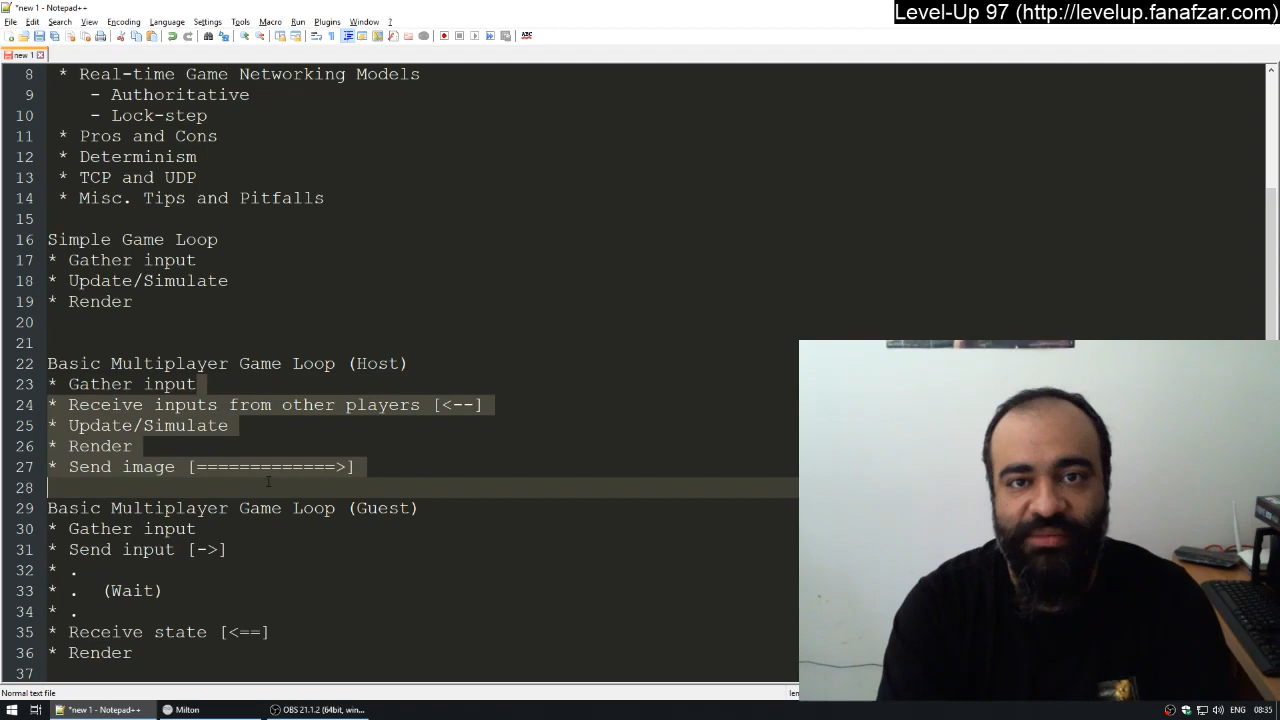 *new 1 - Notepad++
Level-Up 97 (http://levelup.fanafzar.com)
File Edit Search View Encoding Language Settings Tools Macro Run Plugins Window ?
new 1
8 * Real-time Game Networking Models
9 - Authoritative
10 - Lock-step
11 * Pros and Cons
12 * Determinism
13 * TCP and UDP
14 * Misc. Tips and Pitfalls
15
16 Simple Game Loop
17 * Gather input
18 * Update/Simulate
19 * Render
20
21
22 Basic Multiplayer Game Loop (Host)
23 * Gather input
24 * Receive inputs from other players [<--]
25 * Update/Simulate
26 * Render
27 * Send image [=============>]
28
29 Basic Multiplayer Game Loop (Guest)
30 * Gather input
31 * Send input [->]
32 * .
33 * . (Wait)
34 * .
35 * Receive state [<==]
36 * Render
37
Normal text file
len
*new 1 - Notepad++
Milton
OBS 21.1.2 (64bit, win...
ENG
08:35